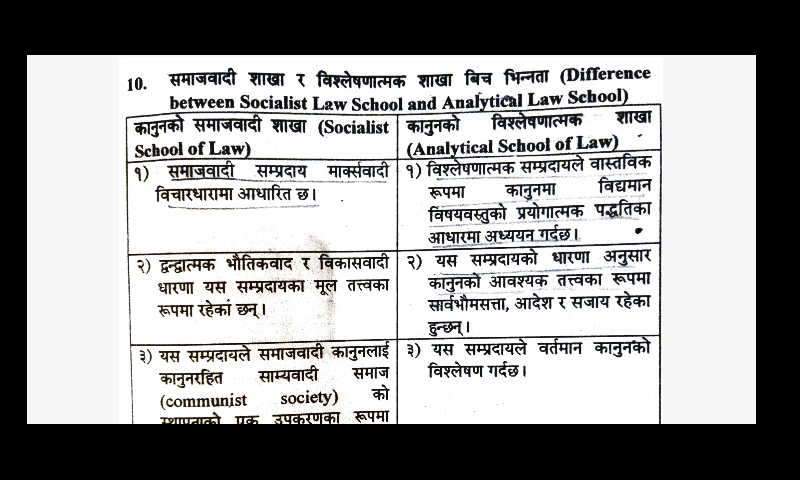 10. समाजवादी शाखा र विश्लेषणात्मक शाखा बिच भिन्नता (Difference
between Socialist Law School and Analytical Law School)
कानुनको समाजवादी शाखा (Socialist
School of Law)
कानुनको विश्लेषणात्मक शाखा
(Analytical School of Law)
१) समाजवादी सम्प्रदाय मार्क्सवादी
विचारधारामा आधारित छ।
१) विश्लेषणात्मक सम्प्रदायले वास्तविक
रूपमा कानुनमा विद्यमान
विषयवस्तुको प्रयोगात्मक पद्धतिका
आधारमा अध्ययन गर्दछ।
२) द्वन्द्वात्मक भौतिकवाद र विकासवादी
धारणा यस सम्प्रदायका मूल तत्त्वका
रूपमा रहेका छन्।
२) यस सम्प्रदायको धारणा अनुसार
कानुनको आवश्यक तत्त्वका रूपमा
सार्वभौमसत्ता, आदेश र सजाय रहेका
हुन्छन्।
३) यस सम्प्रदायले समाजवादी कानुनलाई
कानुनरहित साम्यवादी समाज
(communist society) को
स्थापनाको एक उपकरणका रूपमा
३) यस सम्प्रदायले वर्तमान कानुनको
विश्लेषण गर्दछ।